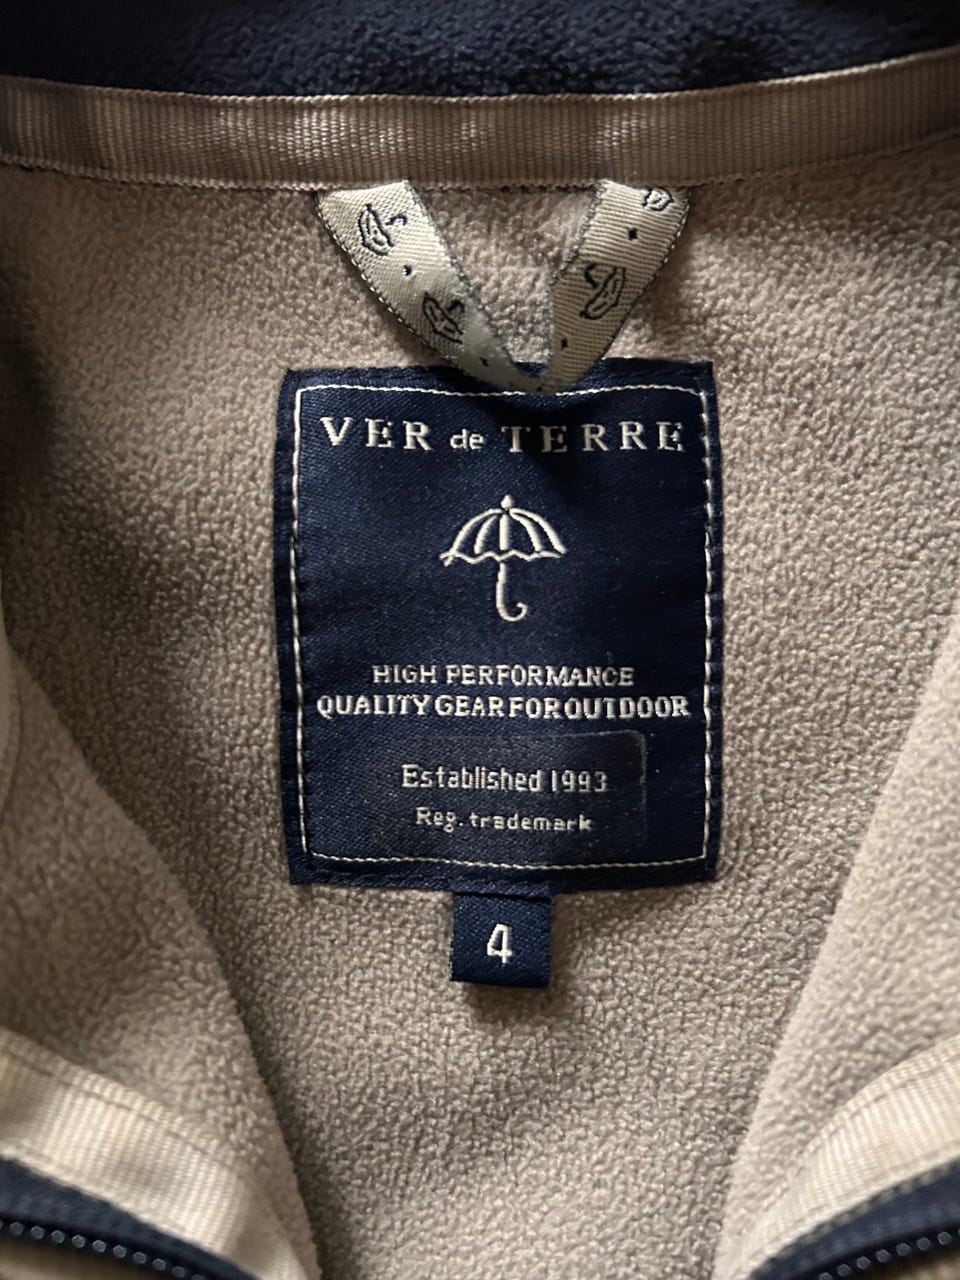 VER de TERRE
HIGH PERFORMANCE
QUALITY GEAR FOR OUTDOOR
Established 1993
Reg. trademark
4